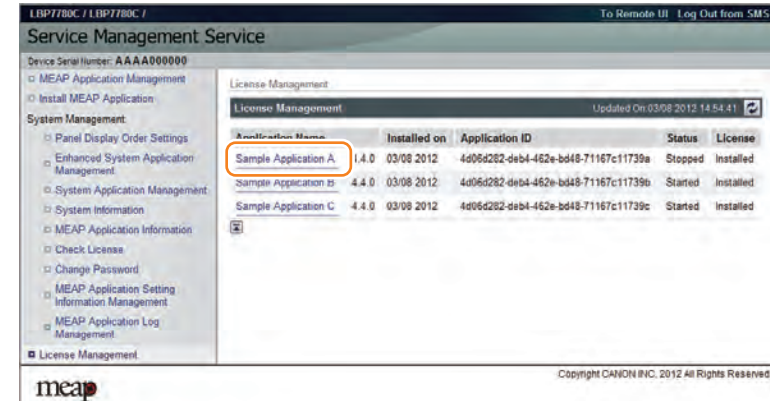 LBP7780C / LBP7780C /
To Remote UI Log Out from SMS
Service Management Service
Device Serial Number: AAAA000000
MEAP Application Management
Install MEAP Application
System Management
Panel Display Order Settings
Enhanced System Application
Management
System Application Management
System Information
MEAP Application Information
Check License
Change Password
MEAP Application Setting
Information Management
MEAP Application Log
Management
License Management
License Management
License Management Updated On:03/08 2012 14:54:41
Application Name Installed on Application ID Status License
Sample Application A 1.4.0 03/08 2012 4d06d282-deb4-462e-bd48-71167c11739a Stopped Installed
Sample Application B 4.4.0 03/08 2012 4d06d282-deb4-462e-bd48-71167c11739b Started Installed
Sample Application C 4.4.0 03/08 2012 4d06d282-deb4-462e-bd48-71167c11739c Started Installed
Copyright CANON INC. 2012 All Rights Reserved
meap